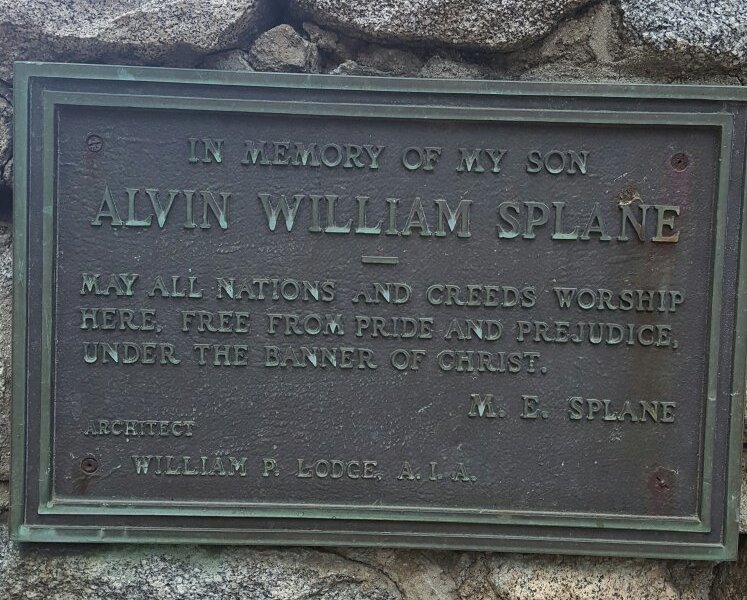 IN MEMORY OF MY SON
ALVIN WILLIAM SPLANE
MAY ALL NATIONS AND CREEDS WORSHIP
HERE, FREE FROM PRIDE AND PREJUDICE,
UNDER THE BANNER OF CHRIST.
M. E. SPLANE
ARCHITECT
WILLIAM P. LODGE, A.I.A.